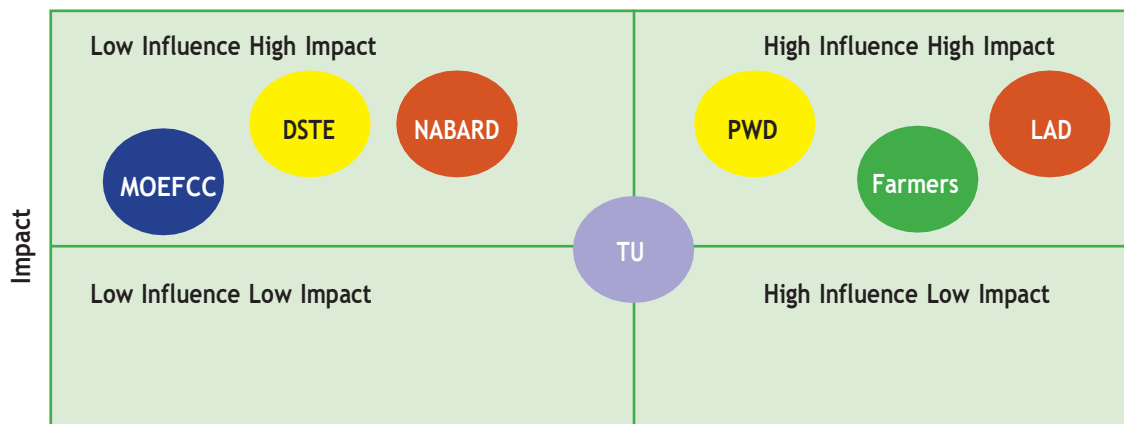 Low Influence High Impact
High Influence High Impact
DSTE
NABARD
PWD
LAD
MOEFCC
Farmers
Impact
TU
Low Influence Low Impact
High Influence Low Impact